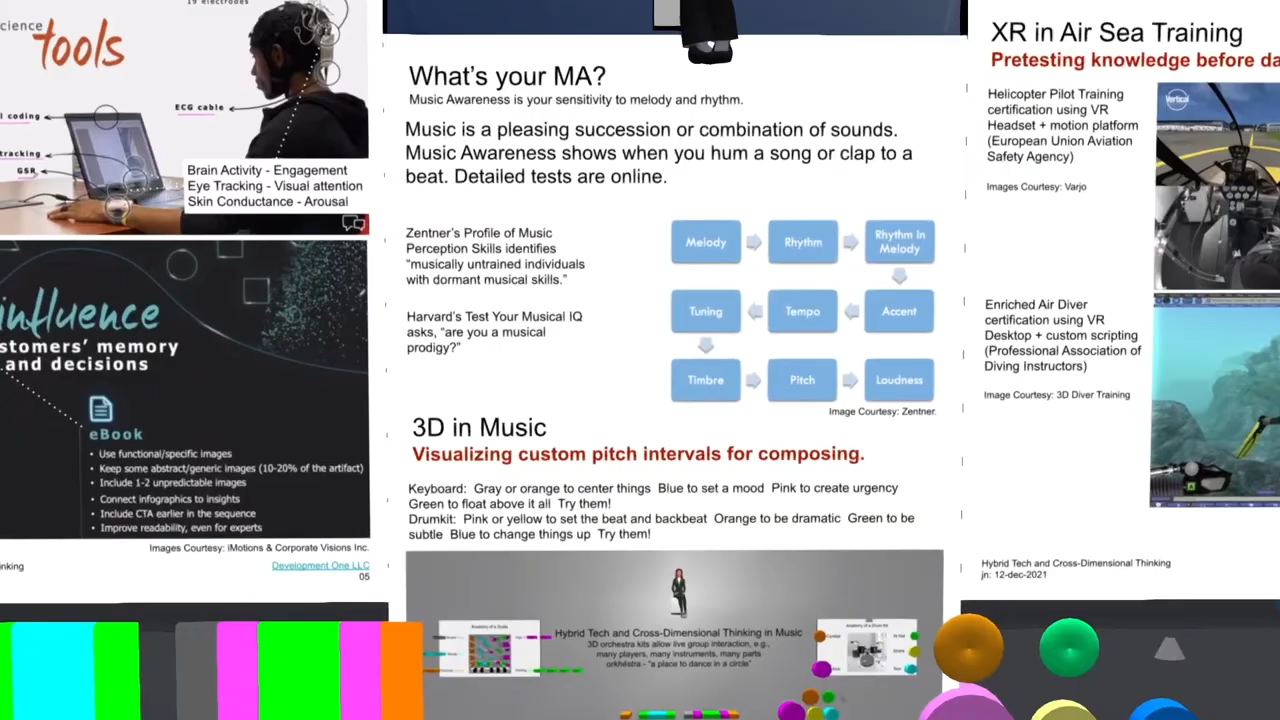 19 electrodes
cience
tools
ECG cable
l coding
tracking
GSR
Brain Activity - Engagement
Eye Tracking - Visual attention
Skin Conductance - Arousal
influence
stomers’ memory
and decisions
eBook
• Use functional/specific images
• Keep some abstract/generic images (10-20% of the artifact)
• Include 1-2 unpredictable images
• Connect infographics to insights
• Include CTA earlier in the sequence
• Improve readability, even for experts
Images Courtesy: iMotions & Corporate Visions Inc.
nking
Development One LLC
05
What’s your MA?
Music Awareness is your sensitivity to melody and rhythm.
Music is a pleasing succession or combination of sounds.
Music Awareness shows when you hum a song or clap to a
beat. Detailed tests are online.
Zentner’s Profile of Music
Perception Skills identifies
“musically untrained individuals
with dormant musical skills.”
Harvard’s Test Your Musical IQ
asks, “are you a musical
prodigy?”
Melody
Rhythm
Rhythm in
Melody
Tuning
Tempo
Accent
Timbre
Pitch
Loudness
Image Courtesy: Zentner.
3D in Music
Visualizing custom pitch intervals for composing.
Keyboard: Gray or orange to center things Blue to set a mood Pink to create urgency
Green to float above it all Try them!
Drumkit: Pink or yellow to set the beat and backbeat Orange to be dramatic Green to be
subtle Blue to change things up Try them!
Hybrid Tech and Cross-Dimensional Thinking in Music
3D orchestra kits allow live group interaction, e.g.,
many players, many instruments, many parts
orkhēstra - “a place to dance in a circle”
XR in Air Sea Training
Pretesting knowledge before da
Helicopter Pilot Training
certification using VR
Headset + motion platform
(European Union Aviation
Safety Agency)
Images Courtesy: Varjo
Vertical
Enriched Air Diver
certification using VR
Desktop + custom scripting
(Professional Association of
Diving Instructors)
Image Courtesy: 3D Diver Training
Hybrid Tech and Cross-Dimensional Thinking
jn: 12-dec-2021